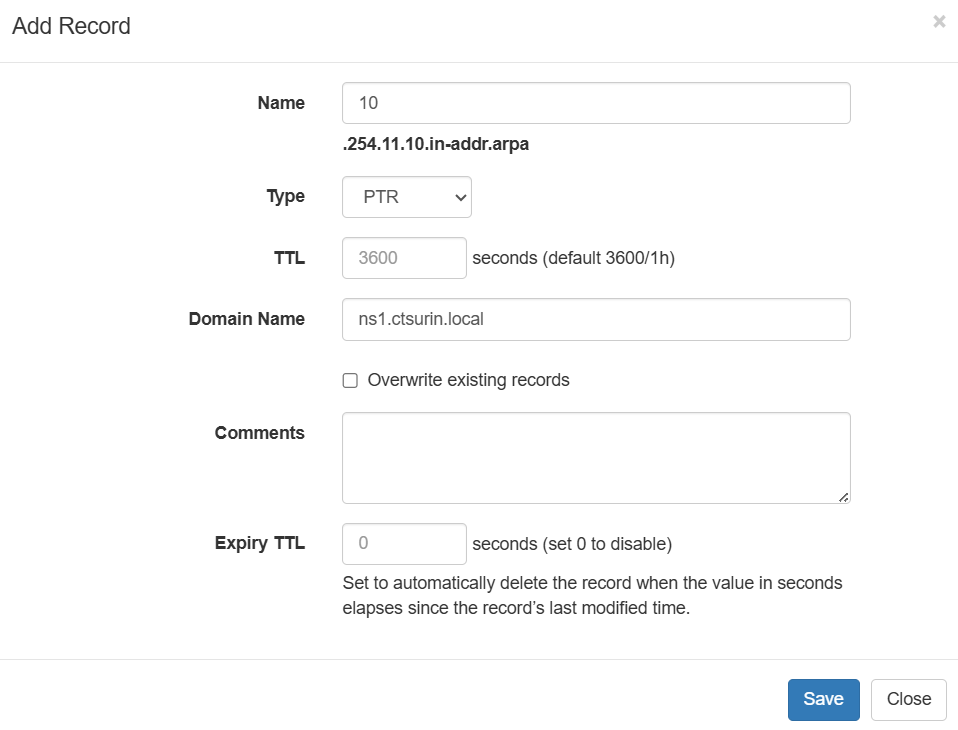 Add Record
×
Name
10
.254.11.10.in-addr.arpa
Type
PTR
TTL
3600
seconds (default 3600/1h)
Domain Name
ns1.ctsurin.local
Overwrite existing records
Comments
Expiry TTL
0
seconds (set 0 to disable)
Set to automatically delete the record when the value in seconds
elapses since the record’s last modified time.
Save
Close